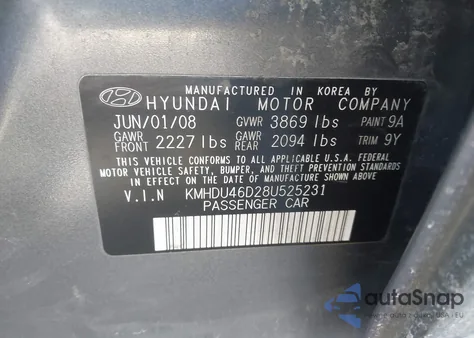 MANUFACTURED IN KOREA BY
HYUNDAI MOTOR COMPANY
JUN/01/08 GVWR 3869 lbs PAINT 9A
GAWR FRONT 2227 lbs GAWR REAR 2094 lbs TRIM 9Y
THIS VEHICLE CONFORMS TO ALL APPLICABLE U.S.A. FEDERAL
MOTOR VEHICLE SAFETY, BUMPER, AND THEFT PREVENTION STANDARDS
IN EFFECT ON THE DATE OF MANUFACTURE SHOWN ABOVE.
V.I.N KMHDU46D28U525231
PASSENGER CAR
autoSnap